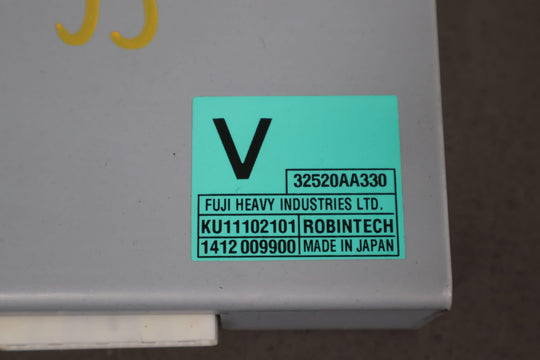 V
32520AA330
FUJI HEAVY INDUSTRIES LTD.
KU11102101 ROBINTECH
1412 009900 MADE IN JAPAN